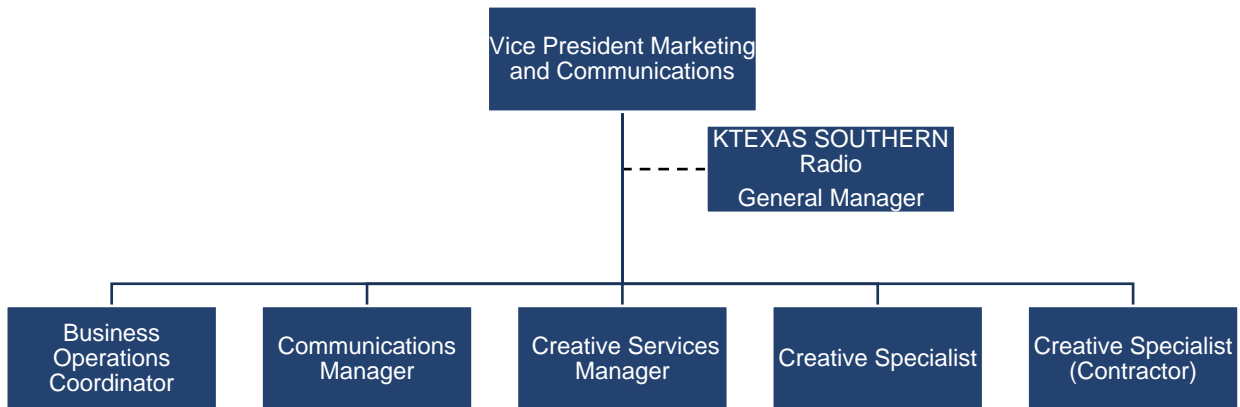 Vice President Marketing
and Communications
KTEXAS SOUTHERN
Radio
General Manager
Business
Operations
Coordinator
Communications
Manager
Creative Services
Manager
Creative Specialist
Creative Specialist
(Contractor)